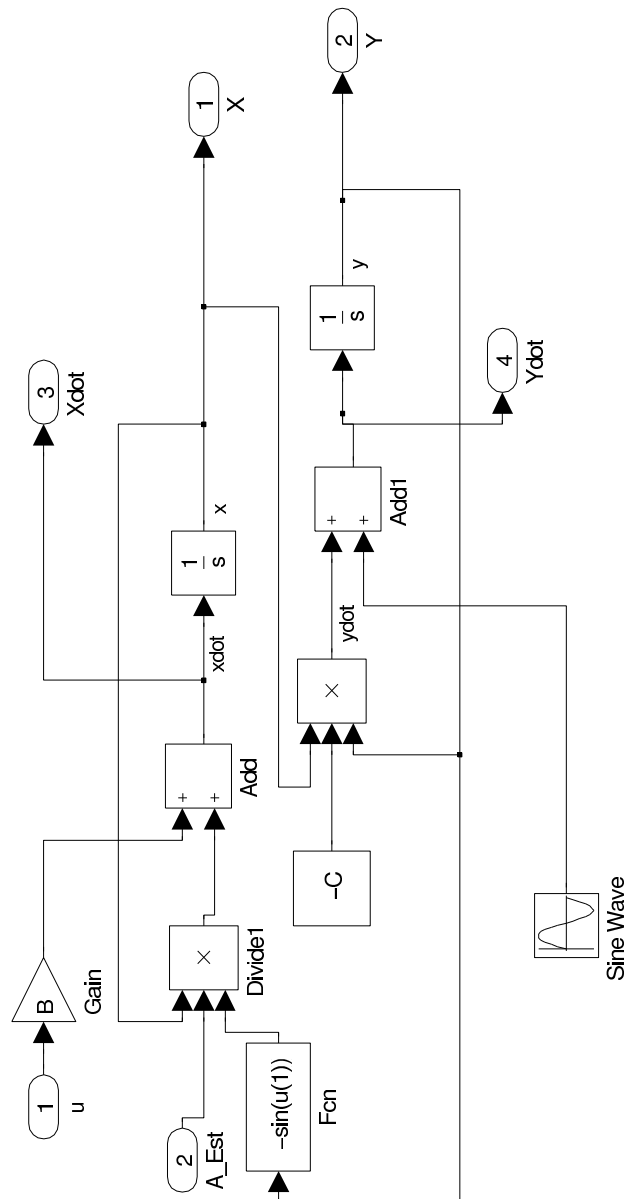 1
u
B
Gain
2
A_Est
−sin(u(1))
Fcn
×
Divide1
+
+
Add
xdot
3
Xdot
1
s
x
1
X
−C
×
ydot
+
+
Add1
1
s
y
2
Y
4
Ydot
Sine Wave